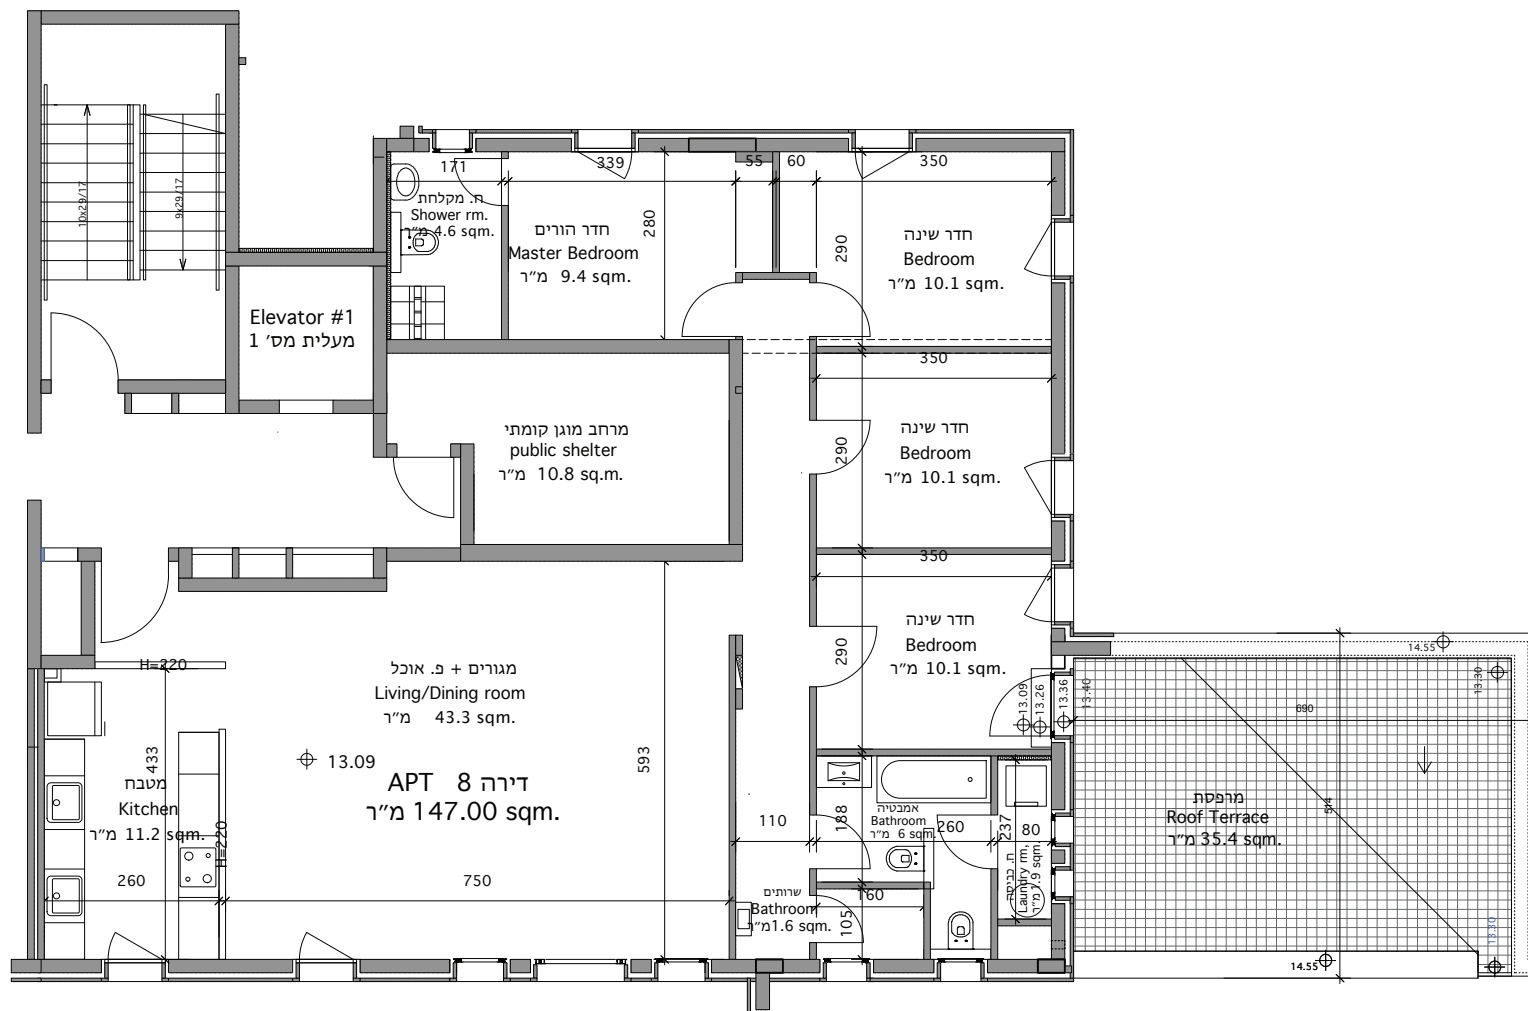 10x29/17
9x29/17
Elevator #1
מעלית מס׳ 1
171
339
55
60
350
ח. מקלחת
Shower rm.
4.6 sqm. מ״ר
280
חדר הורים
Master Bedroom
9.4 sqm. מ״ר
290
חדר שינה
Bedroom
10.1 sqm. מ״ר
350
מרחב מוגן קומתי
public shelter
10.8 sq.m. מ״ר
290
חדר שינה
Bedroom
10.1 sqm. מ״ר
350
290
חדר שינה
Bedroom
10.1 sqm. מ״ר
H=220
מגורים + פ. אוכל
Living/Dining room
43.3 sqm. מ״ר
13.09
593
דירה 8 APT
147.00 sqm. מ״ר
433
מטבח
Kitchen
11.2 sqm. מ״ר
H=220
260
750
110
188
אמבטיה
Bathroom
6 sqm. מ״ר
260
237
80
ח. כביסה
Laundry rm,
1.9 sqm. מ״ר
160
שרותים
Bathroom
1.6 sqm. מ״ר
105
13.09
13.26
13.36
13.40
14.55
13.30
690
514
מרפסת
Roof Terrace
35.4 sqm. מ״ר
13.30
14.55